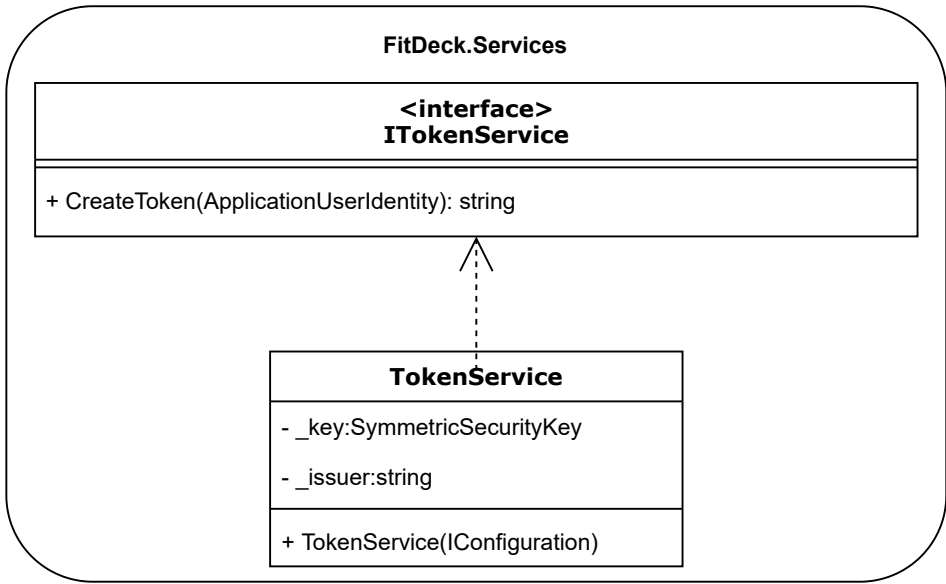 FitDeck.Services
<interface>
ITokenService
+ CreateToken(ApplicationUserIdentity): string
TokenService
- _key:SymmetricSecurityKey
- _issuer:string
+ TokenService(IConfiguration)